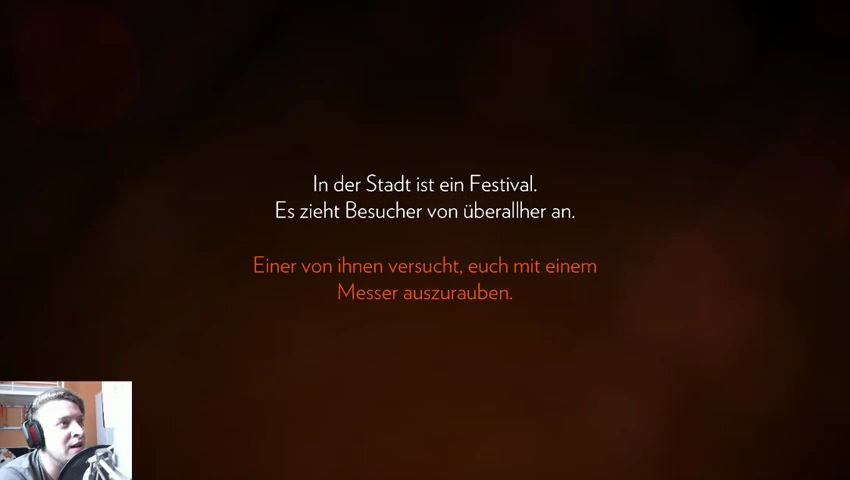 In der Stadt ist ein Festival.
Es zieht Besucher von überallher an.
Einer von ihnen versucht, euch mit einem
Messer auszurauben.